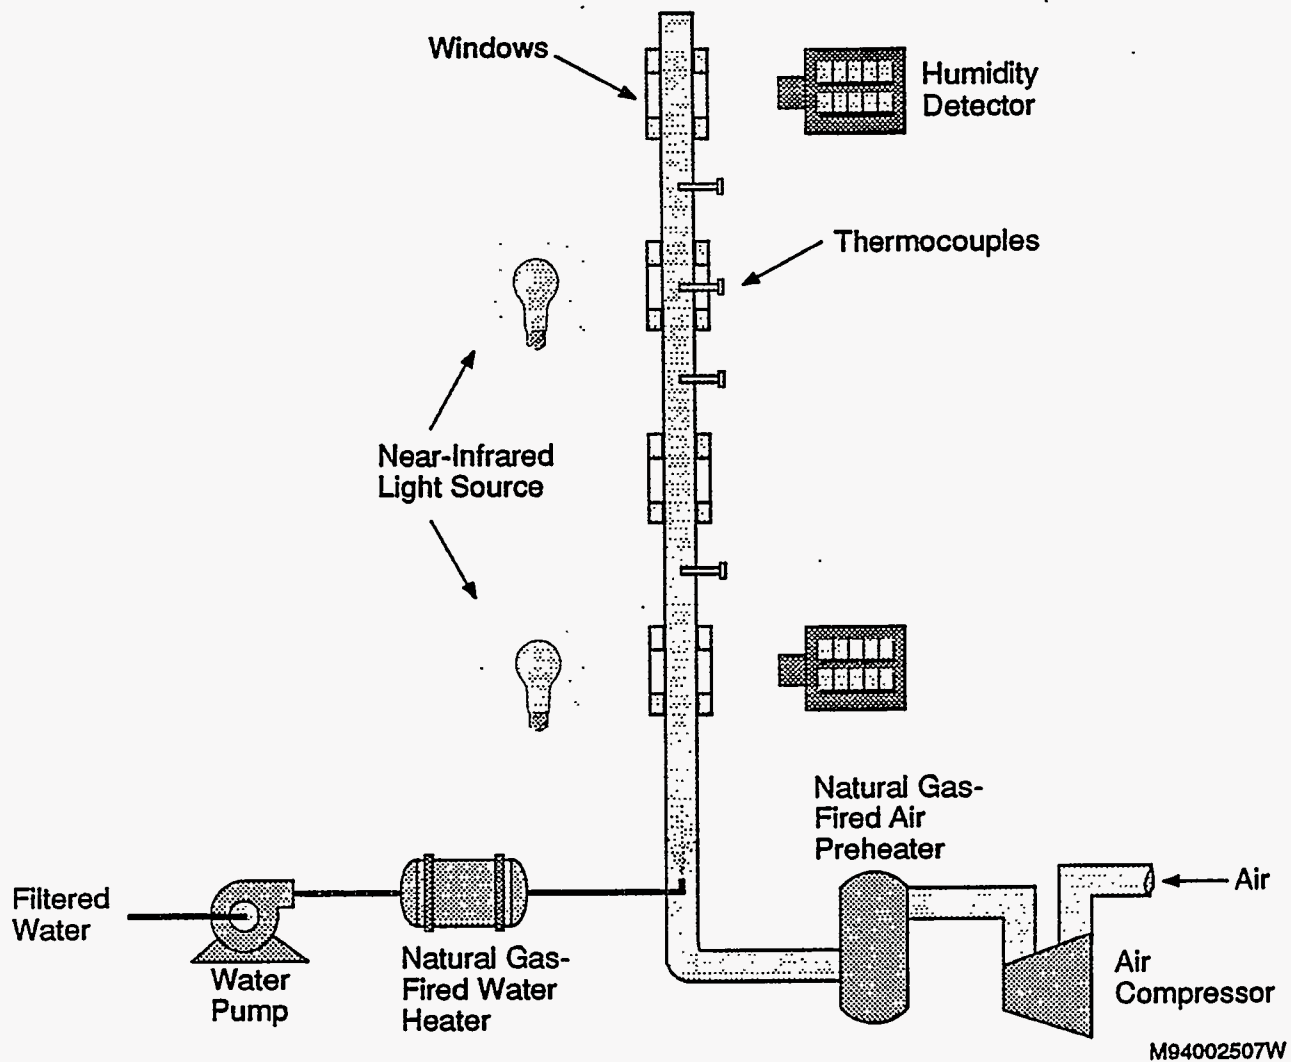 Windows
Humidity
Detector
Thermocouples
Near-Infrared
Light Source
Natural Gas-
Fired Air
Preheater
Filtered
Water
Air
Water
Pump
Natural Gas-
Fired Water
Heater
Air
Compressor
M94002507W